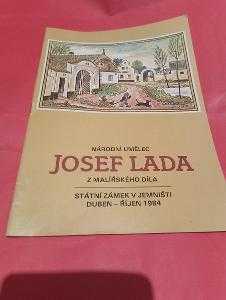 NÁRODNÍ UMĚLEC
JOSEF LADA
Z MALÍŘSKÉHO DÍLA
STÁTNÍ ZÁMEK V JEMNIŠTI
DUBEN – ŘÍJEN 1984